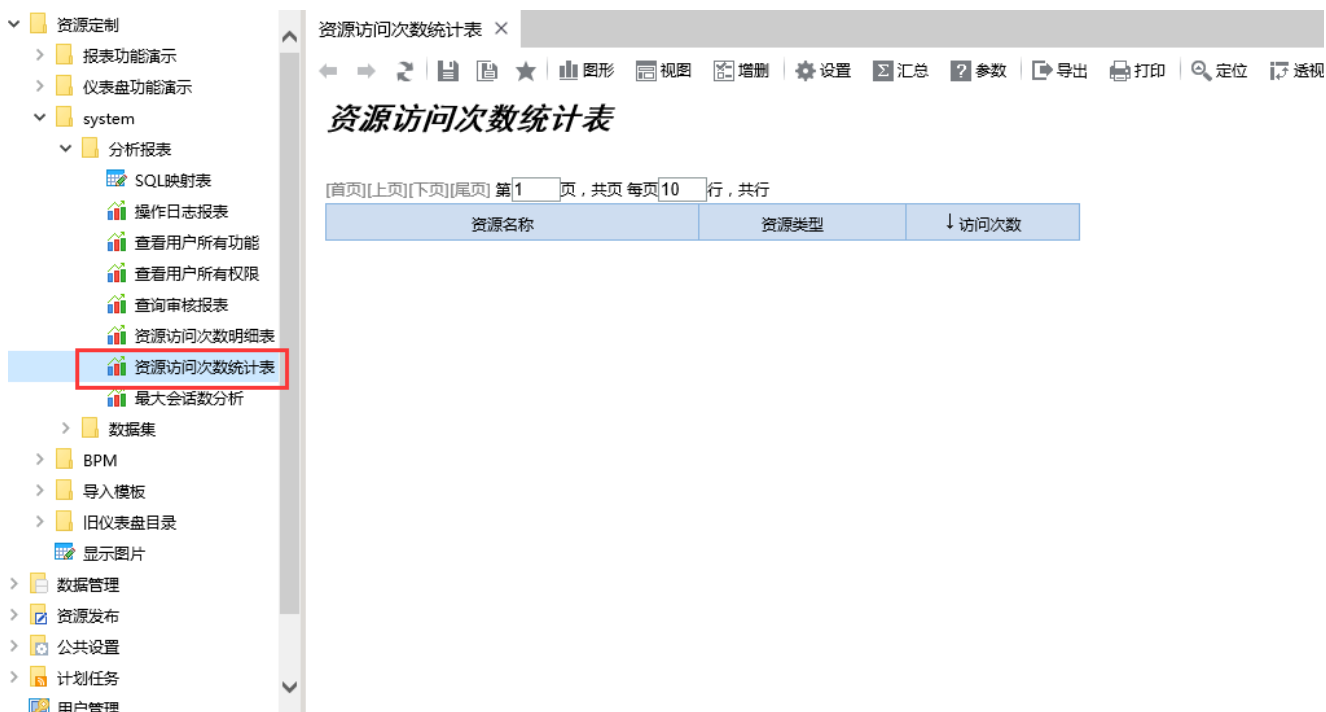 资源定制
报表功能演示
仪表盘功能演示
system
分析报表
SQL映射表
操作日志报表
查看用户所有功能
查看用户所有权限
查询审核报表
资源访问次数明细表
资源访问次数统计表
最大会话数分析
数据集
BPM
导入模板
旧仪表盘目录
显示图片
数据管理
资源发布
公共设置
计划任务
用户管理
资源访问次数统计表 ×
图形 视图 增删 设置 Σ 汇总 ? 参数 导出 打印 定位 透视
资源访问次数统计表
[首页][上页][下页][尾页] 第1 页，共页 每页10 行，共行
资源名称 资源类型 ↓访问次数